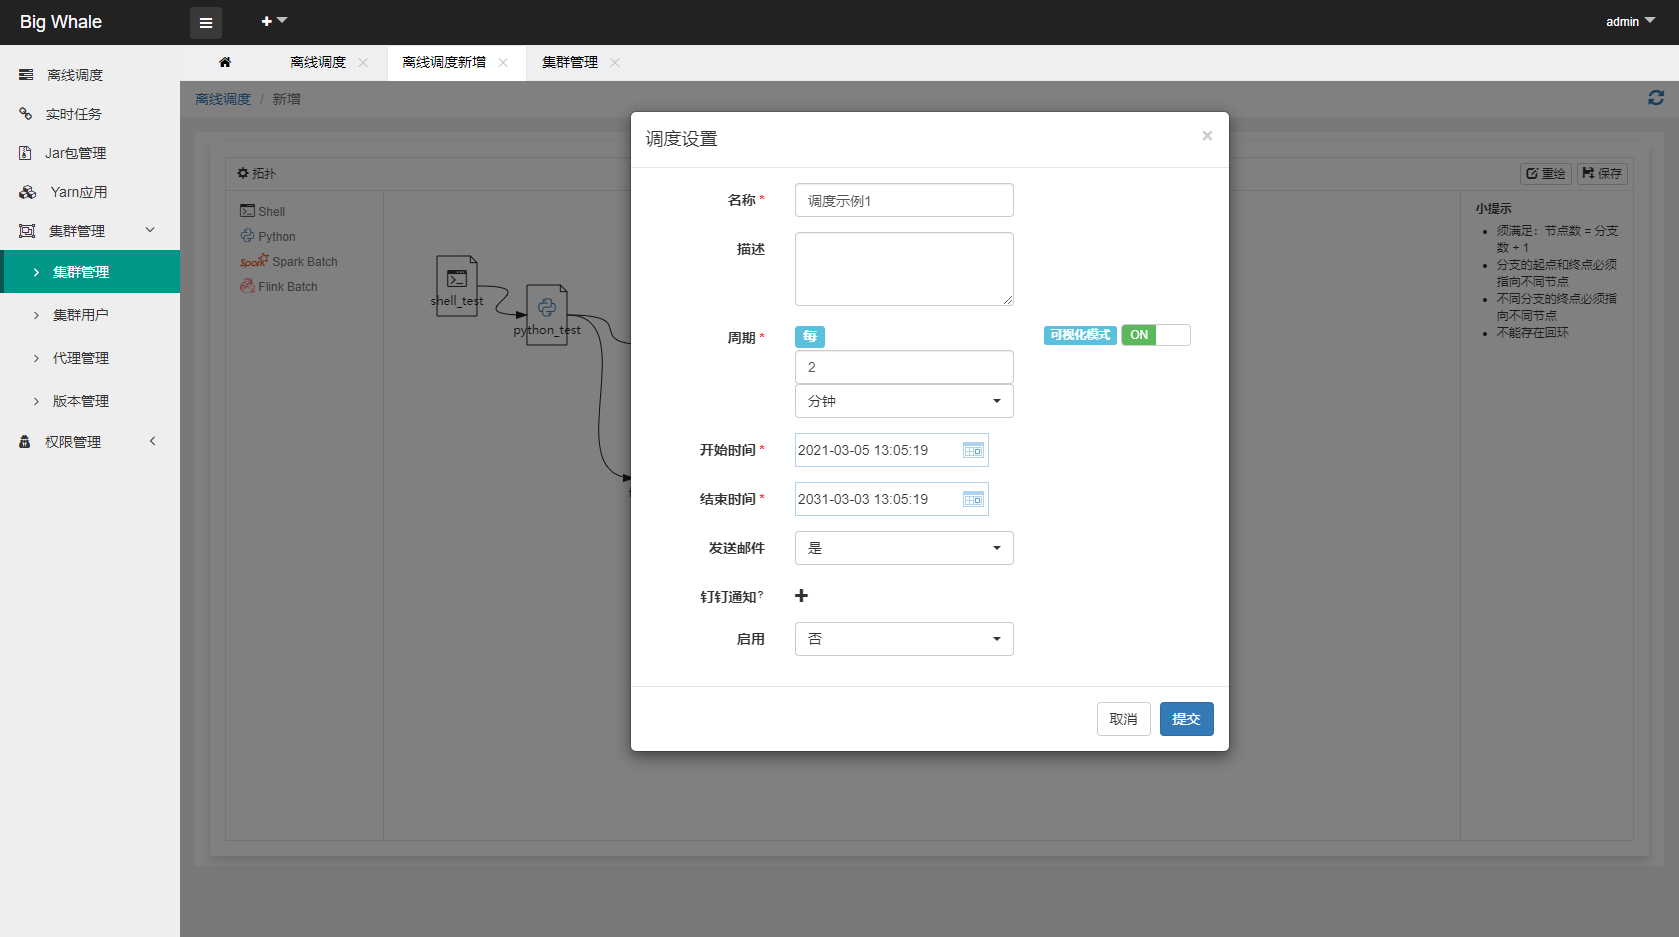 Big Whale
admin
离线调度
实时任务
Jar包管理
Yarn应用
集群管理
集群管理
集群用户
代理管理
版本管理
权限管理
离线调度
离线调度新增
集群管理
离线调度 / 新增
拓扑
重绘
保存
Shell
Python
Spark Batch
Flink Batch
shell_test
python_test
小提示
须满足：节点数 = 分支
数 + 1
分支的起点和终点必须
指向不同节点
不同分支的终点必须指
向不同节点
不能存在回环
调度设置
×
名称 *
调度示例1
描述
周期 *
每
可视化模式
ON
2
分钟
开始时间 *
2021-03-05 13:05:19
结束时间 *
2031-03-03 13:05:19
发送邮件
是
钉钉通知?
启用
否
取消
提交